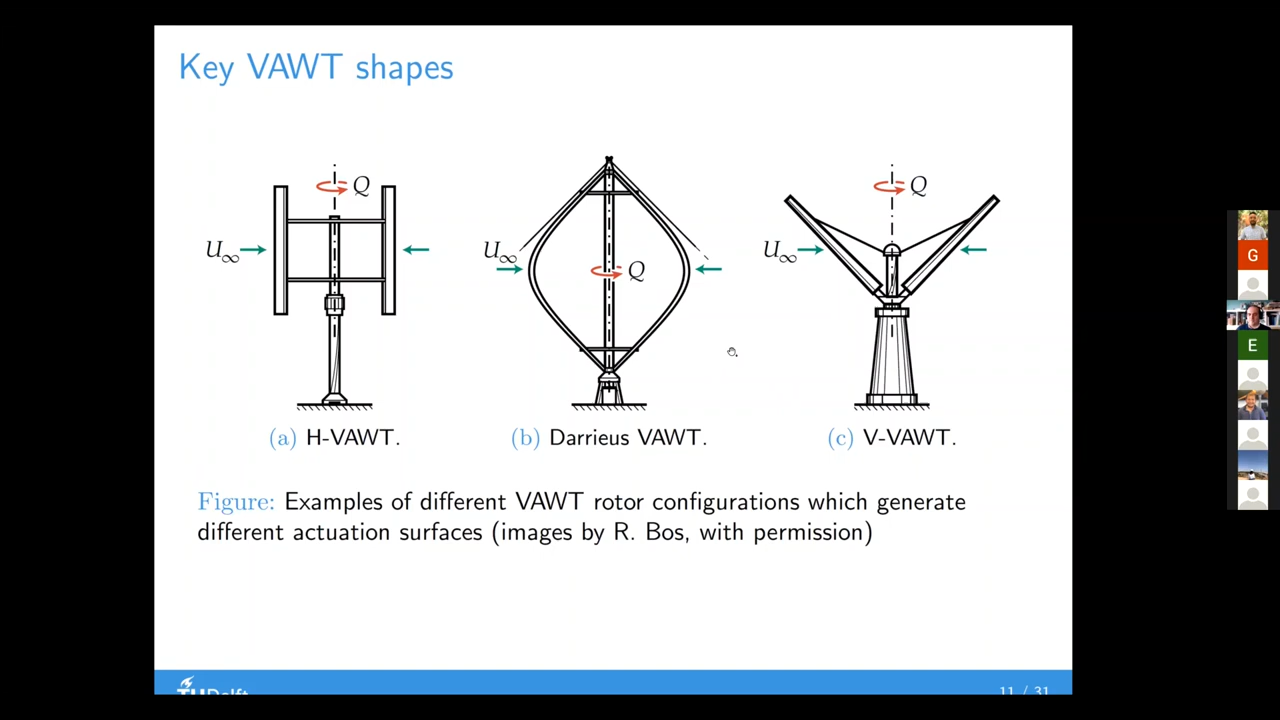 Key VAWT shapes
Q
U∞
(a) H-VAWT.
U∞
Q
(b) Darrieus VAWT.
Q
U∞
(c) V-VAWT.
Figure: Examples of different VAWT rotor configurations which generate
different actuation surfaces (images by R. Bos, with permission)
TUDelft
11 / 31
G
E